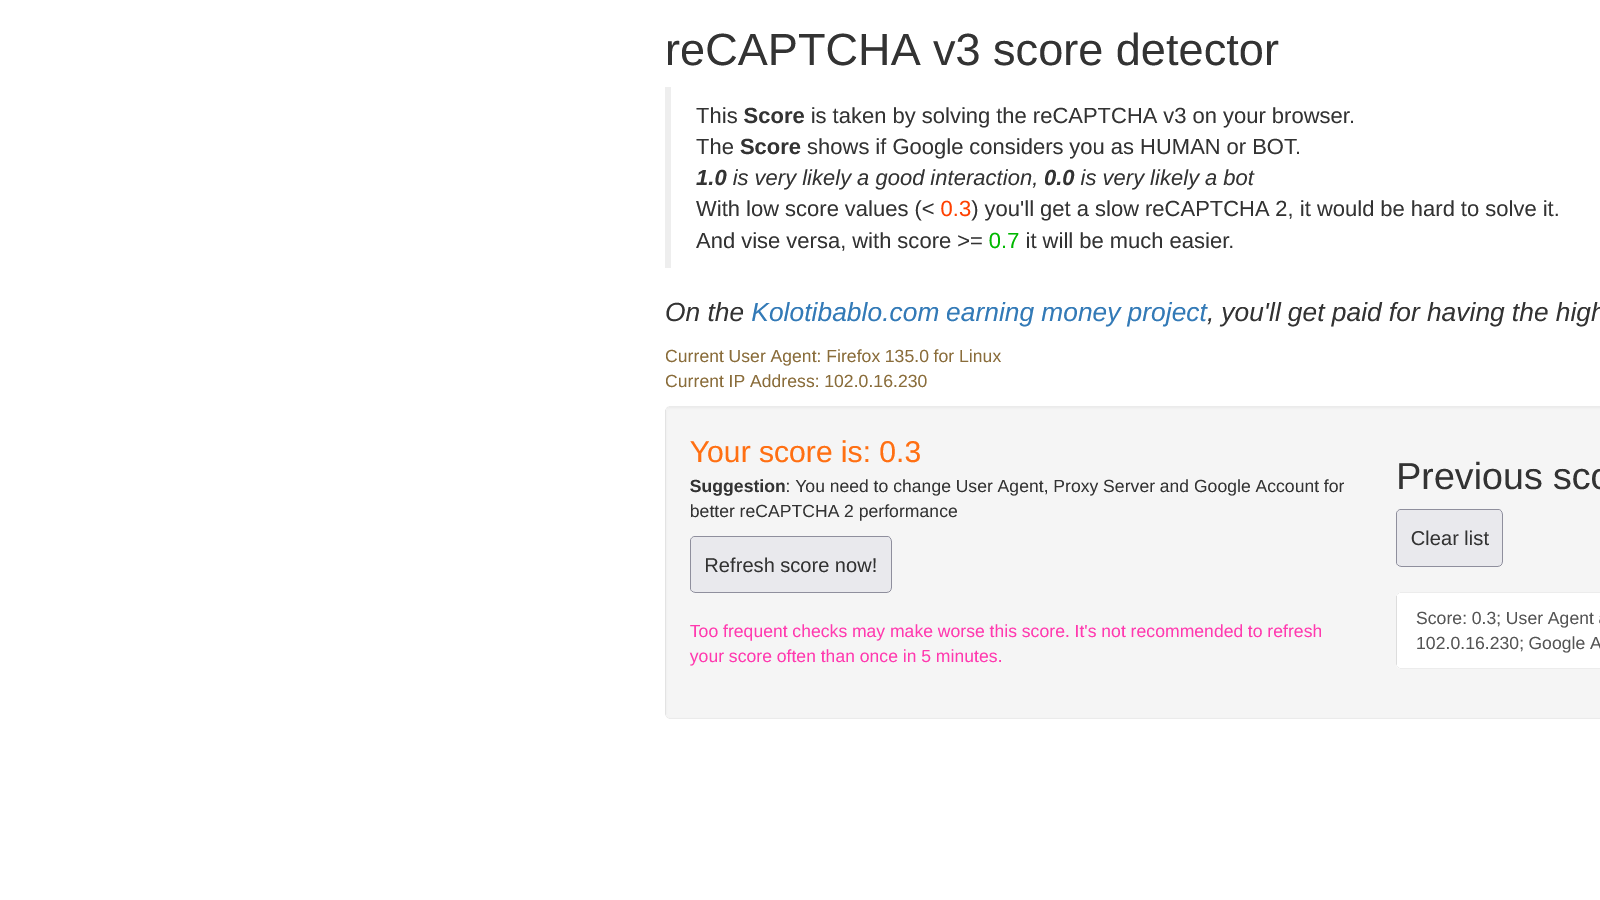 reCAPTCHA v3 score detector
This Score is taken by solving the reCAPTCHA v3 on your browser.
The Score shows if Google considers you as HUMAN or BOT.
1.0 is very likely a good interaction, 0.0 is very likely a bot
With low score values (< 0.3) you'll get a slow reCAPTCHA 2, it would be hard to solve it.
And vise versa, with score >= 0.7 it will be much easier.
On the Kolotibablo.com earning money project, you'll get paid for having the high
Current User Agent: Firefox 135.0 for Linux
Current IP Address: 102.0.16.230
Your score is: 0.3
Suggestion: You need to change User Agent, Proxy Server and Google Account for
better reCAPTCHA 2 performance
Refresh score now!
Too frequent checks may make worse this score. It's not recommended to refresh
your score often than once in 5 minutes.
Previous sco
Clear list
Score: 0.3; User Agent
102.0.16.230; Google A